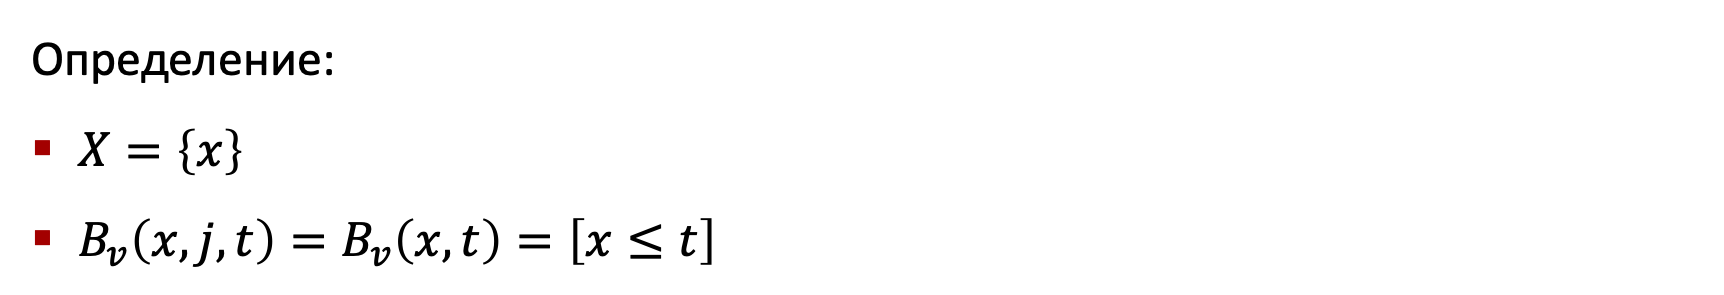 Определение:
▪ X = {x}
▪ B_v(x, j, t) = B_v(x, t) = [x ≤ t]